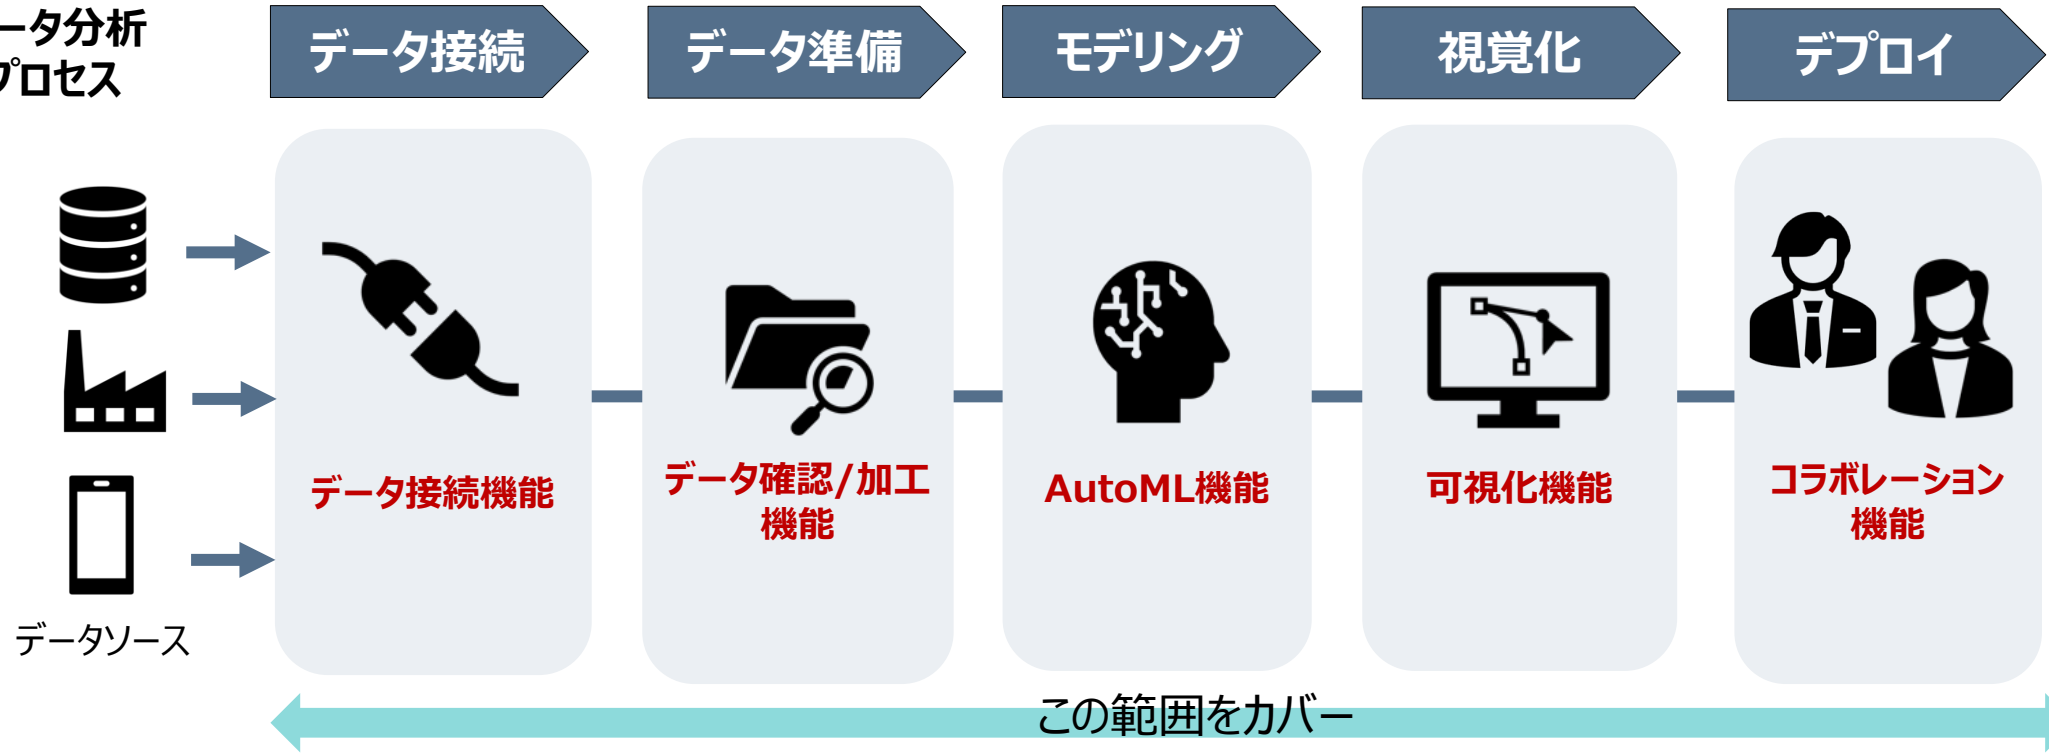 ータ分析
プロセス
データ接続
データ準備
モデリング
視覚化
デプロイ
データ接続機能
データ確認/加工
機能
AutoML機能
可視化機能
コラボレーション
機能
データソース
この範囲をカバー